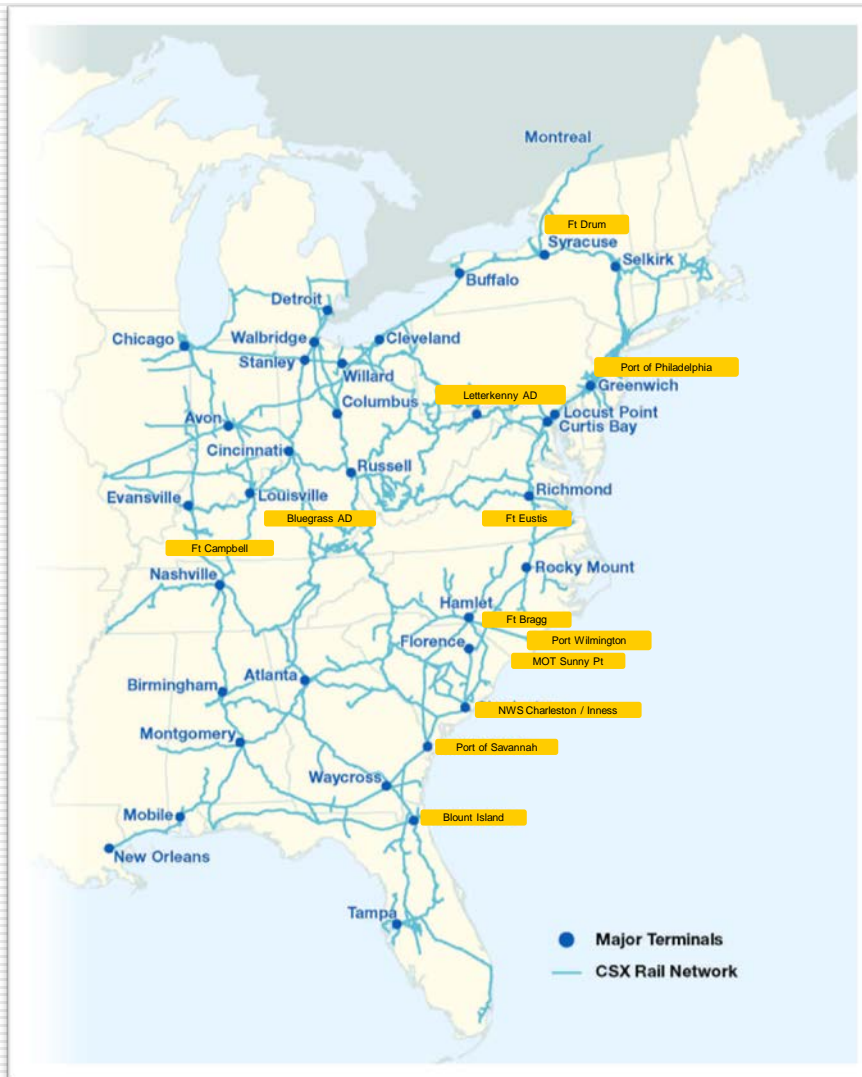 Montreal
Ft Drum
Syracuse
Selkirk
Buffalo
Detroit
Chicago
Walbridge
Cleveland
Stanley
Willard
Port of Philadelphia
Greenwich
Letterkenny AD
Columbus
Locust Point
Avon
Curtis Bay
Cincinnati
Russell
Evansville
Louisville
Richmond
Bluegrass AD
Ft Eustis
Ft Campbell
Nashville
Rocky Mount
Hamlet
Ft Bragg
Florence
Port Wilmington
MOT Sunny Pt
Atlanta
Birmingham
NWS Charleston / Inness
Montgomery
Port of Savannah
Waycross
Mobile
Blount Island
New Orleans
Tampa
Major Terminals
CSX Rail Network